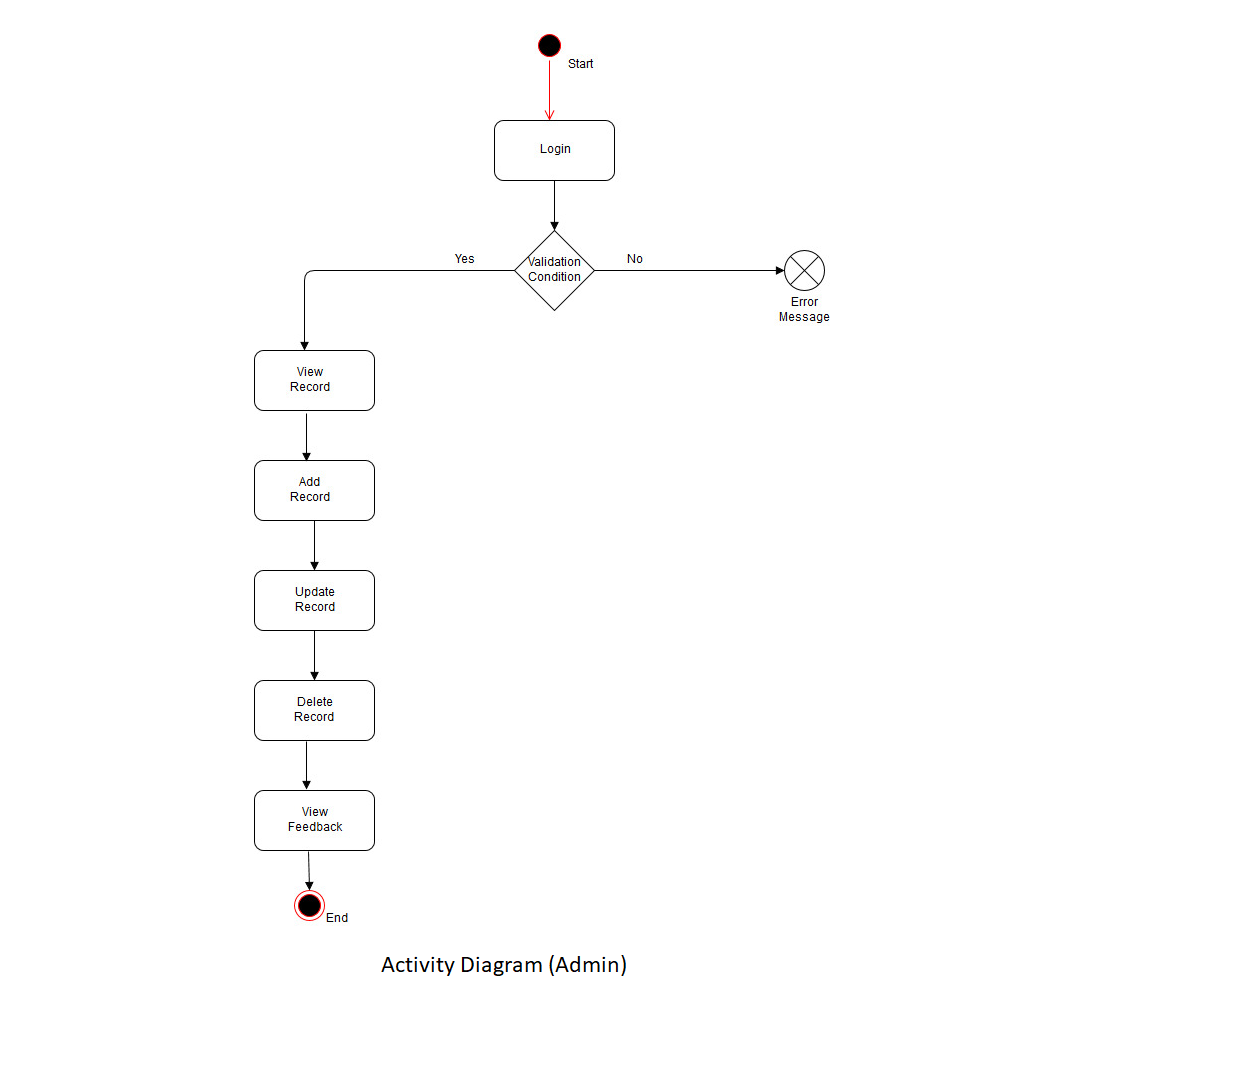 Start
Login
Yes
Validation
Condition
No
Error
Message
View
Record
Add
Record
Update
Record
Delete
Record
View
Feedback
End
Activity Diagram (Admin)